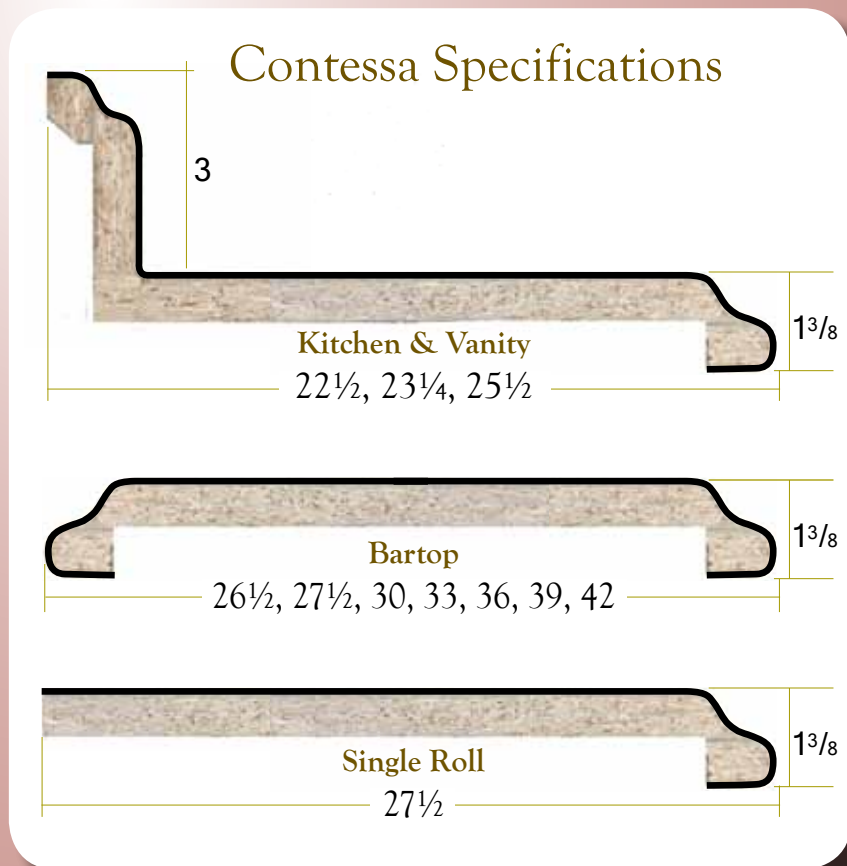 Contessa Specifications
3
1³/₈
Kitchen & Vanity
22½, 23¼, 25½
1³/₈
Bartop
26½, 27½, 30, 33, 36, 39, 42
1³/₈
Single Roll
27½